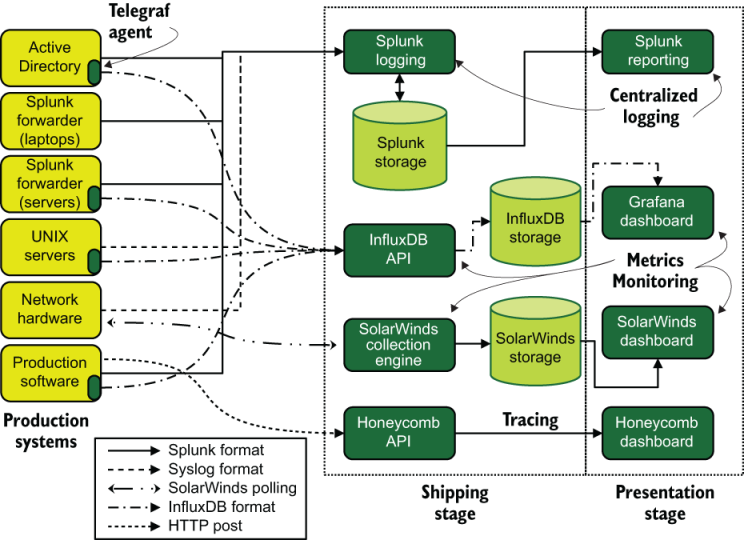 Telegraf
agent
Active
Directory
Splunk
forwarder
(laptops)
Splunk
forwarder
(servers)
UNIX
servers
Network
hardware
Production
software
Production
systems
Splunk
logging
Splunk
storage
InfluxDB
API
InfluxDB
storage
SolarWinds
collection
engine
SolarWinds
storage
Honeycomb
API
Tracing
Splunk
reporting
Centralized
logging
Grafana
dashboard
Metrics
Monitoring
SolarWinds
dashboard
Honeycomb
dashboard
Splunk format
Syslog format
SolarWinds polling
InfluxDB format
HTTP post
Shipping
stage
Presentation
stage